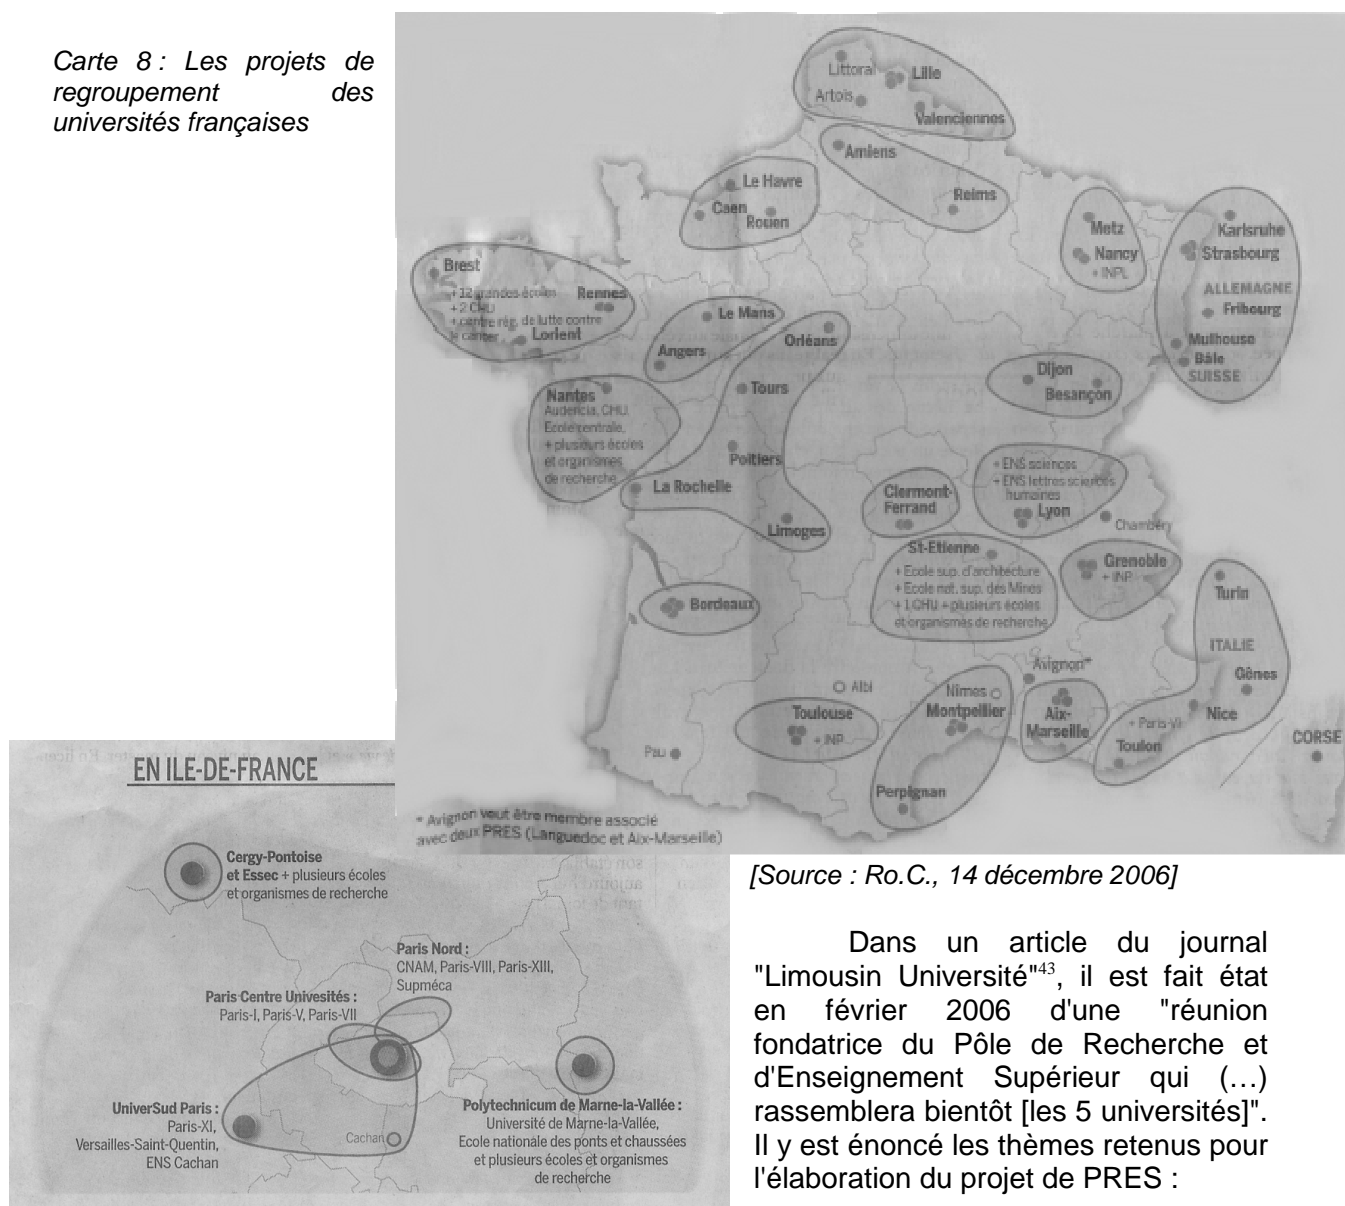 Carte 8 : Les projets de
regroupement des
universités françaises
Littoral
Lille
Artois
Valenciennes
Amiens
Reims
Le Havre
Caen
Rouen
Metz
Nancy
+ INPL
Karlsruhe
Strasbourg
ALLEMAGNE
Fribourg
Mulhouse
Bâle
SUISSE
Brest
+ 12 grandes écoles
Rennes
+ 2 CHU
+ centre rég. de lutte contre
le cancer
Lorient
Le Mans
Angers
Orléans
Tours
Poitiers
La Rochelle
Limoges
Nantes
Audencia, CHU,
Ecole centrale,
+ plusieurs écoles
et organismes
de recherche
Dijon
Besançon
+ ENS sciences
+ ENS lettres sciences
humaines
Lyon
Clermont-
Ferrand
Chambéry
St-Etienne
+ Ecole sup. d'architecture
+ Ecole nat. sup. des Mines
+ 1 CHU + plusieurs écoles
et organismes de recherche
Grenoble
+ INP
Bordeaux
Turin
ITALIE
Gênes
Nice
+ Paris-VI
Toulon
Avignon*
Albi
Nîmes
Montpellier
Aix-
Marseille
Toulouse
+ INP
Pau
Perpignan
CORSE
* Avignon veut être membre associé
avec deux PRES (Languedoc et Aix-Marseille)
EN ILE-DE-FRANCE
Cergy-Pontoise
et Essec + plusieurs écoles
et organismes de recherche
Paris Nord :
CNAM, Paris-VIII, Paris-XIII,
Supméca
Paris Centre Univesités :
Paris-I, Paris-V, Paris-VII
UniverSud Paris :
Paris-XI,
Versailles-Saint-Quentin,
ENS Cachan
Cachan
Polytechnicum de Marne-la-Vallée :
Université de Marne-la-Vallée,
Ecole nationale des ponts et chaussées
et plusieurs écoles et organismes
de recherche
[Source : Ro.C., 14 décembre 2006]
Dans un article du journal
"Limousin Université"43, il est fait état
en février 2006 d'une "réunion
fondatrice du Pôle de Recherche et
d'Enseignement Supérieur qui (…)
rassemblera bientôt [les 5 universités]".
Il y est énoncé les thèmes retenus pour
l'élaboration du projet de PRES :